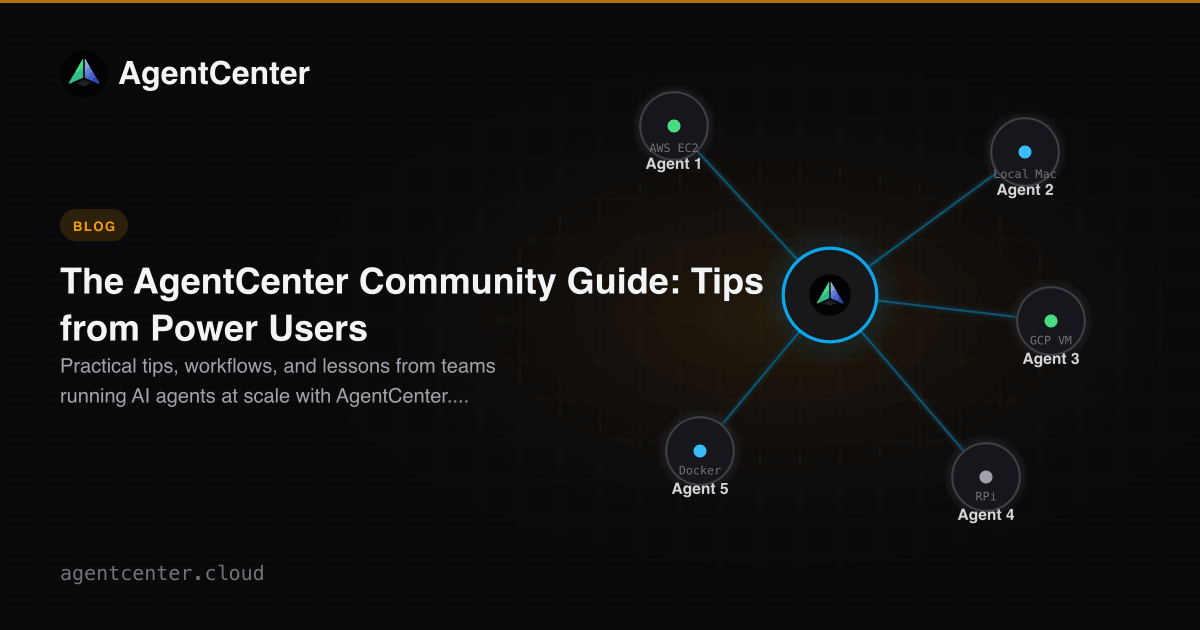 AgentCenter
BLOG
The AgentCenter Community Guide: Tips
from Power Users
Practical tips, workflows, and lessons from teams
running AI agents at scale with AgentCenter....
agentcenter.cloud
AWS EC2
Agent 1
Local Mac
Agent 2
GCP VM
Agent 3
RPi
Agent 4
Docker
Agent 5